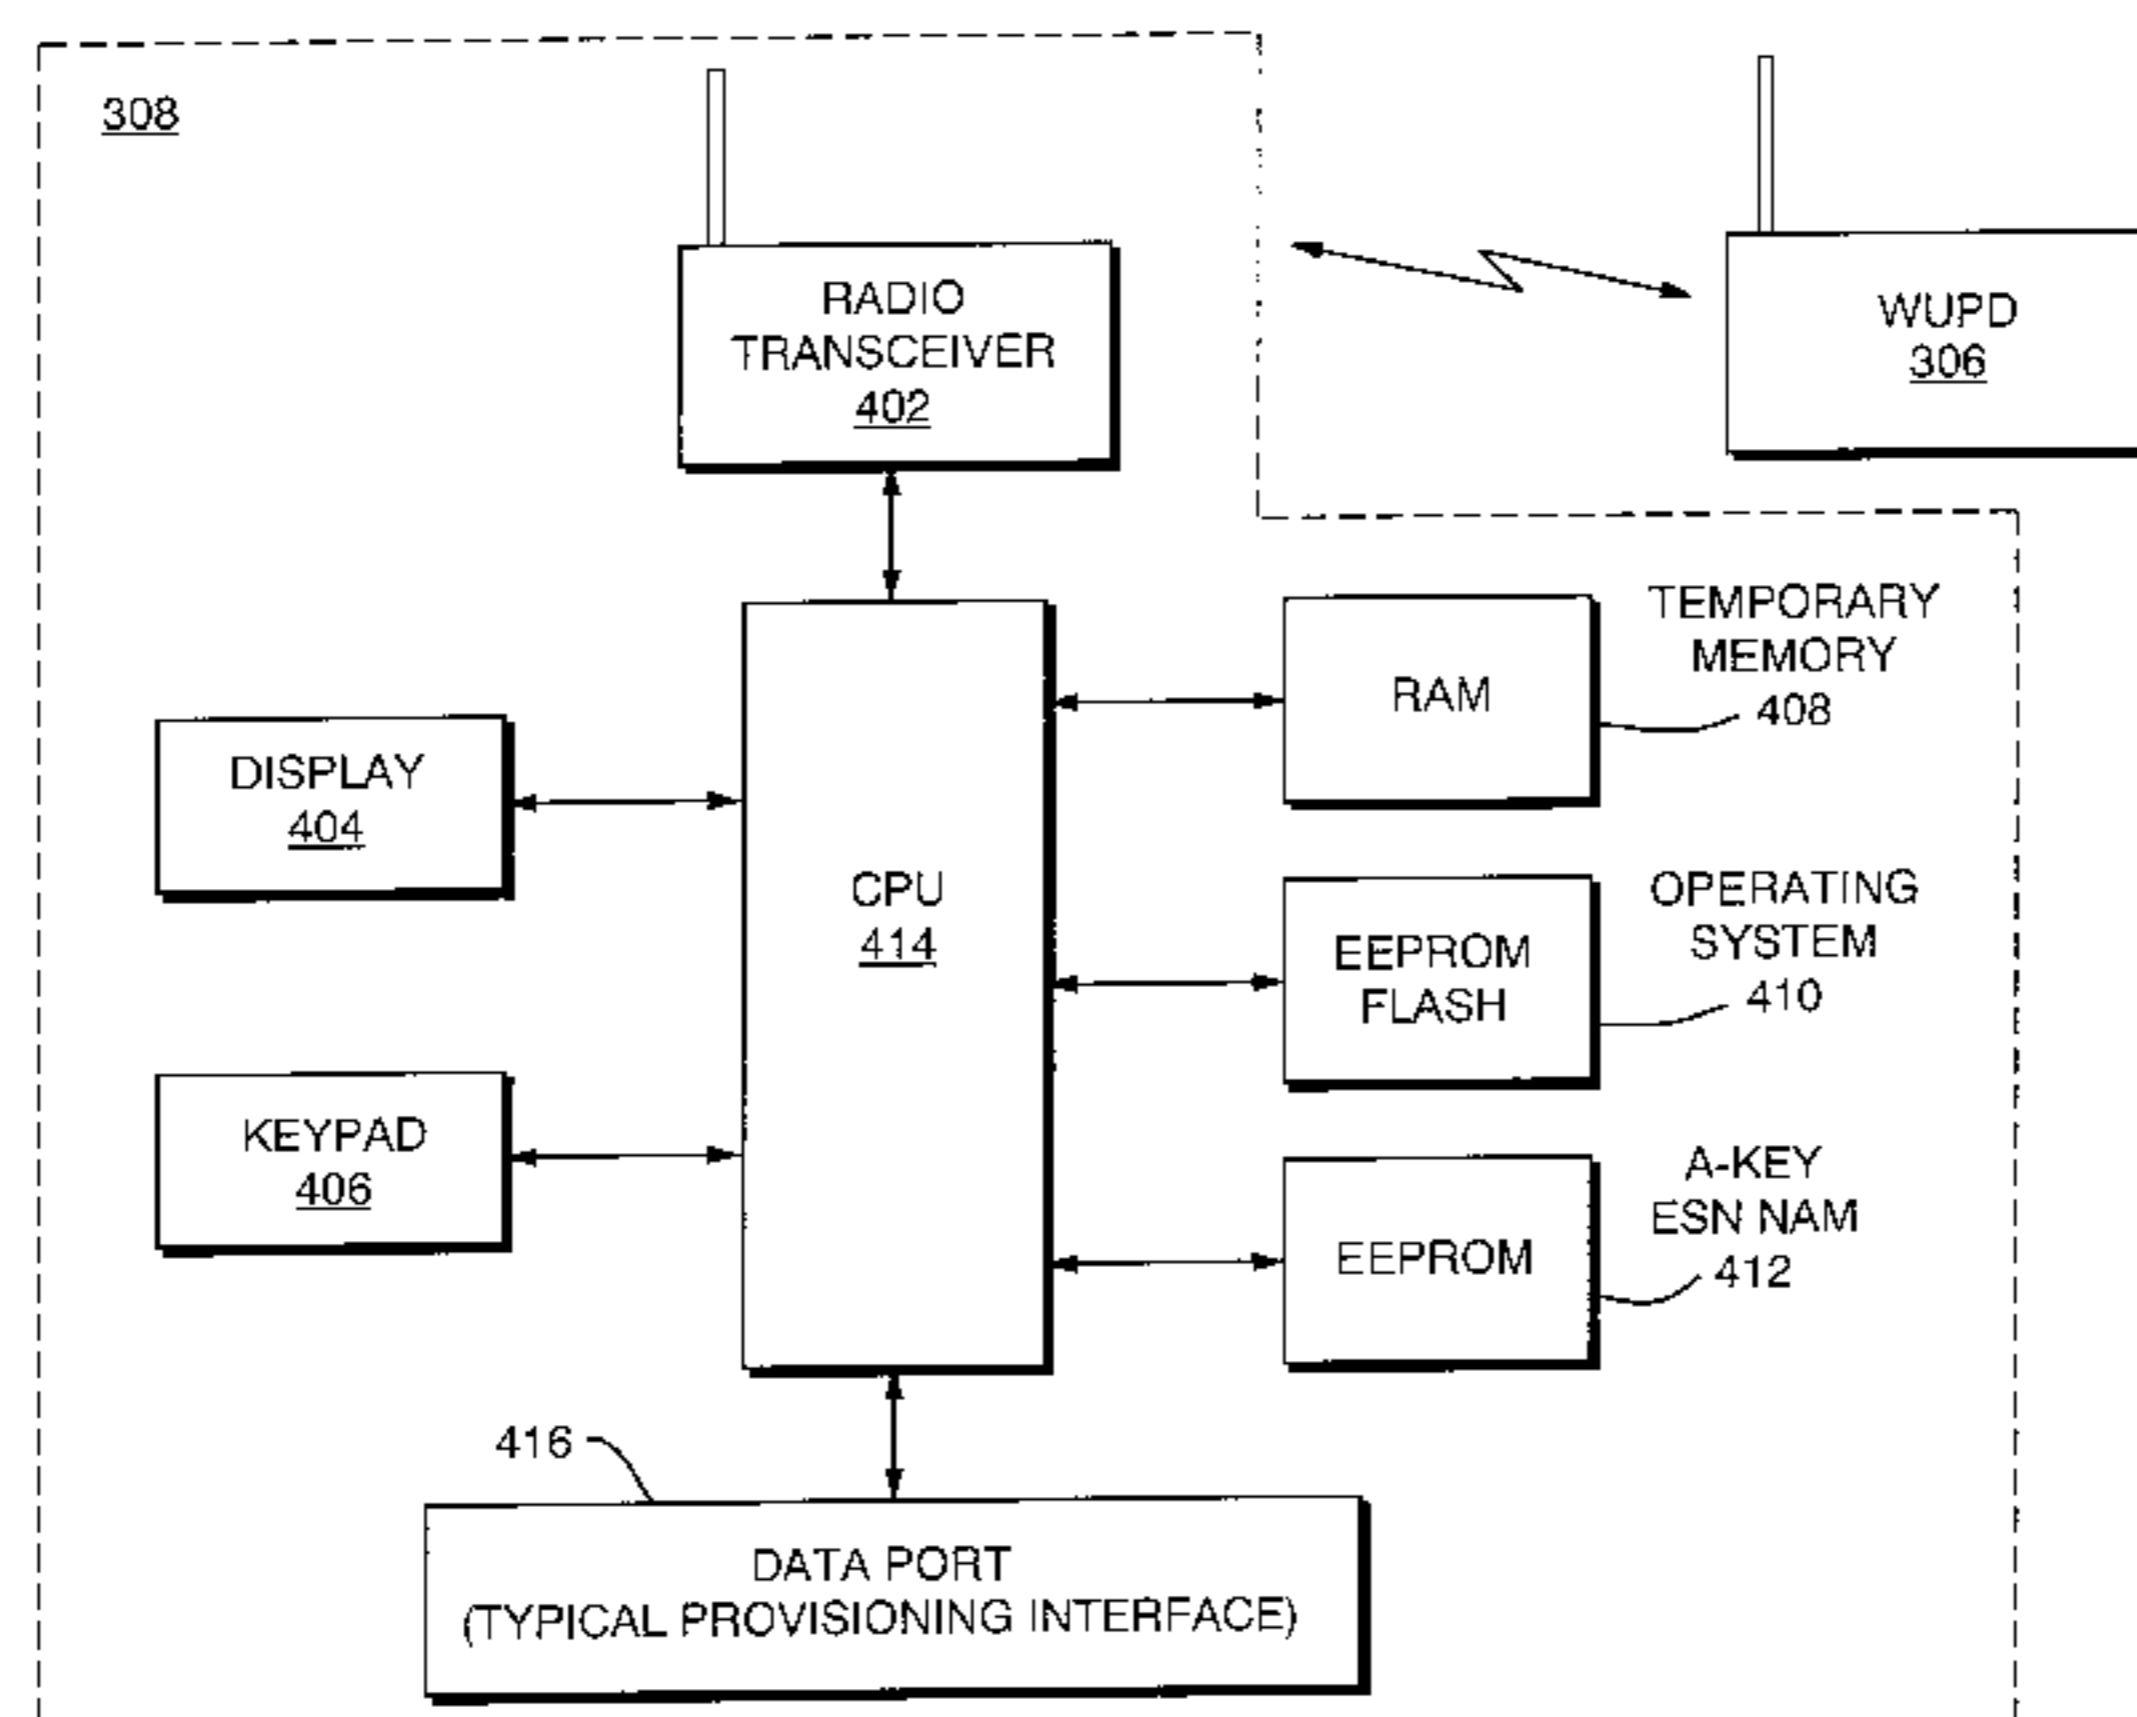 308
RADIO
TRANSCEIVER
402
WUPD
306
TEMPORARY
MEMORY
408
RAM
DISPLAY
404
CPU
414
OPERATING
SYSTEM
410
EEPROM
FLASH
KEYPAD
406
A-KEY
ESN NAM
412
EEPROM
416
DATA PORT
(TYPICAL PROVISIONING INTERFACE)